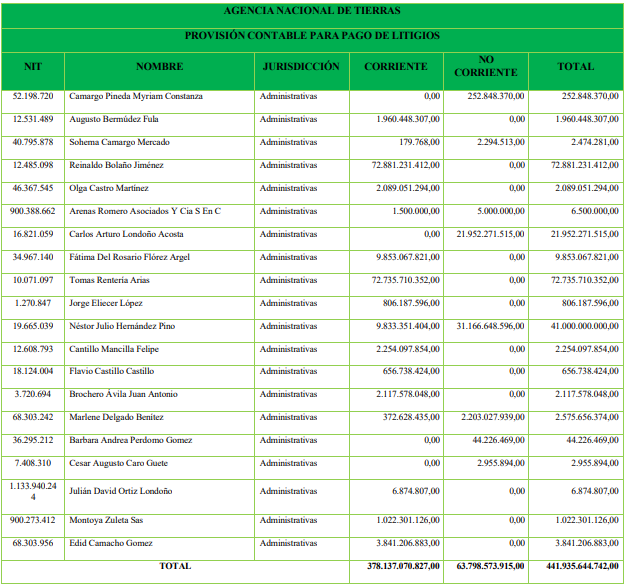 AGENCIA NACIONAL DE TIERRAS
PROVISIÓN CONTABLE PARA PAGO DE LITIGIOS
NIT NOMBRE JURISDICCIÓN CORRIENTE NO CORRIENTE TOTAL
52.198.720 Camargo Pineda Myriam Constanza Administrativas 0,00 252.848.370,00 252.848.370,00
12.531.489 Augusto Bermúdez Fula Administrativas 1.960.448.307,00 0,00 1.960.448.307,00
40.795.878 Sohema Camargo Mercado Administrativas 179.768,00 2.294.513,00 2.474.281,00
12.485.098 Reinaldo Bolaño Jiménez Administrativas 72.881.231.412,00 0,00 72.881.231.412,00
46.367.545 Olga Castro Martínez Administrativas 2.089.051.294,00 0,00 2.089.051.294,00
900.388.662 Arenas Romero Asociados Y Cia S En C Administrativas 1.500.000,00 5.000.000,00 6.500.000,00
16.821.059 Carlos Arturo Londoño Acosta Administrativas 0,00 21.952.271.515,00 21.952.271.515,00
34.967.140 Fátima Del Rosario Flórez Argel Administrativas 9.853.067.821,00 0,00 9.853.067.821,00
10.071.097 Tomas Rentería Arias Administrativas 72.735.710.352,00 0,00 72.735.710.352,00
1.270.847 Jorge Eliecer López Administrativas 806.187.596,00 0,00 806.187.596,00
19.665.039 Néstor Julio Hernández Pino Administrativas 9.833.351.404,00 31.166.648.596,00 41.000.000.000,00
12.608.793 Cantillo Mancilla Felipe Administrativas 2.254.097.854,00 0,00 2.254.097.854,00
18.124.004 Flavio Castillo Castillo Administrativas 656.738.424,00 0,00 656.738.424,00
3.720.694 Brochero Ávila Juan Antonio Administrativas 2.117.578.048,00 0,00 2.117.578.048,00
68.303.242 Marlene Delgado Benítez Administrativas 372.628.435,00 2.203.027.939,00 2.575.656.374,00
36.295.212 Barbara Andrea Perdomo Gomez Administrativas 0,00 44.226.469,00 44.226.469,00
7.408.310 Cesar Augusto Caro Guete Administrativas 0,00 2.955.894,00 2.955.894,00
1.133.940.24
4 Julián David Ortiz Londoño Administrativas 6.874.807,00 0,00 6.874.807,00
900.273.412 Montoya Zuleta Sas Administrativas 1.022.301.126,00 0,00 1.022.301.126,00
68.303.956 Edid Camacho Gomez Administrativas 3.841.206.883,00 0,00 3.841.206.883,00
TOTAL 378.137.070.827,00 63.798.573.915,00 441.935.644.742,00